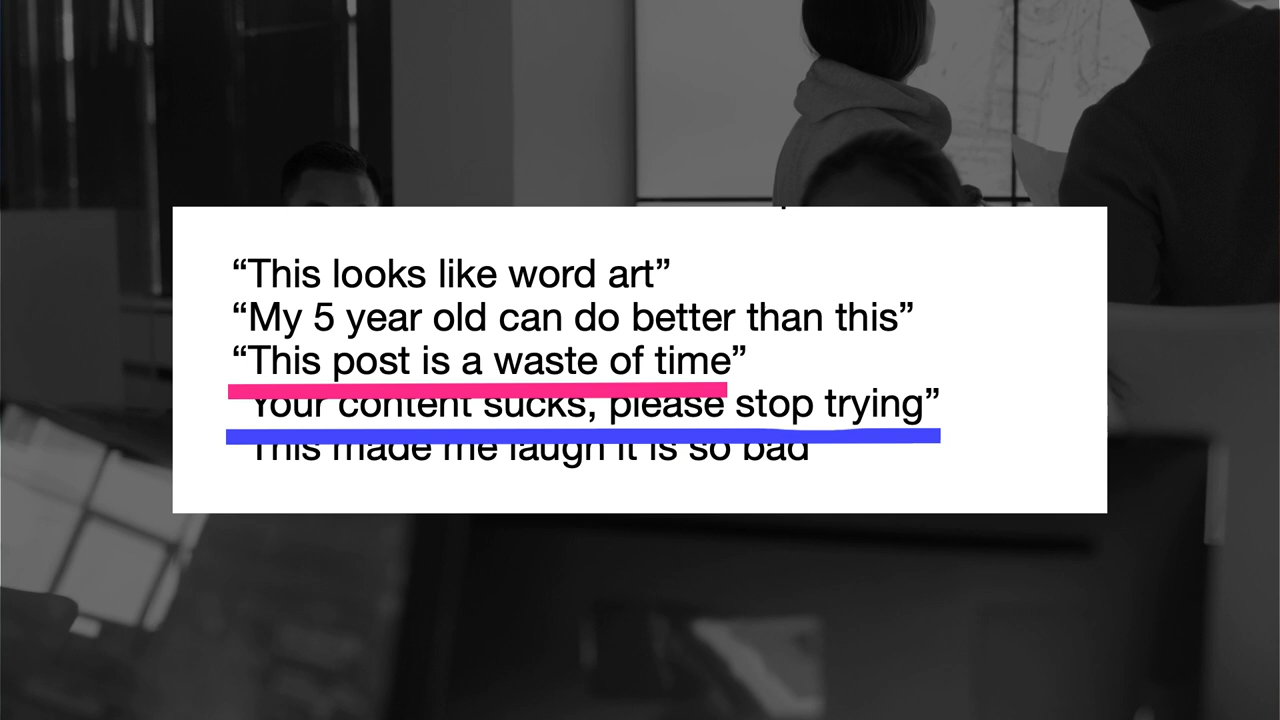 “This looks like word art”
“My 5 year old can do better than this”
“This post is a waste of time”
Your content sucks, please stop trying”
This made me laugh it is so bad